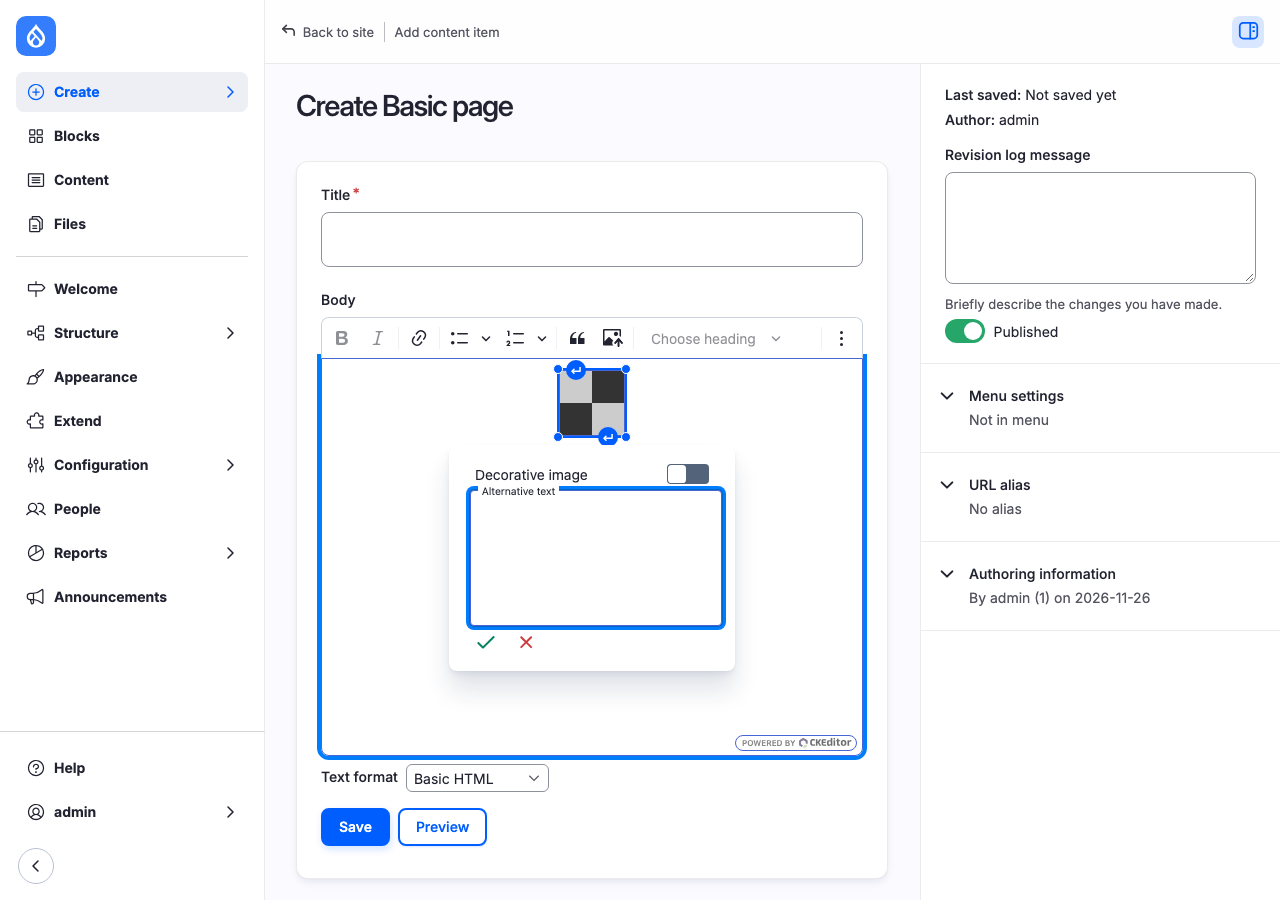 Back to site
Add content item
Create
Blocks
Content
Files
Welcome
Structure
Appearance
Extend
Configuration
People
Reports
Announcements
Help
admin
Create Basic page
Title *
Body
B I
Choose heading
Decorative image
Alternative text
POWERED BY CKEditor
Text format
Basic HTML
Save
Preview
Last saved: Not saved yet
Author: admin
Revision log message
Briefly describe the changes you have made.
Published
Menu settings
Not in menu
URL alias
No alias
Authoring information
By admin (1) on 2026-11-26